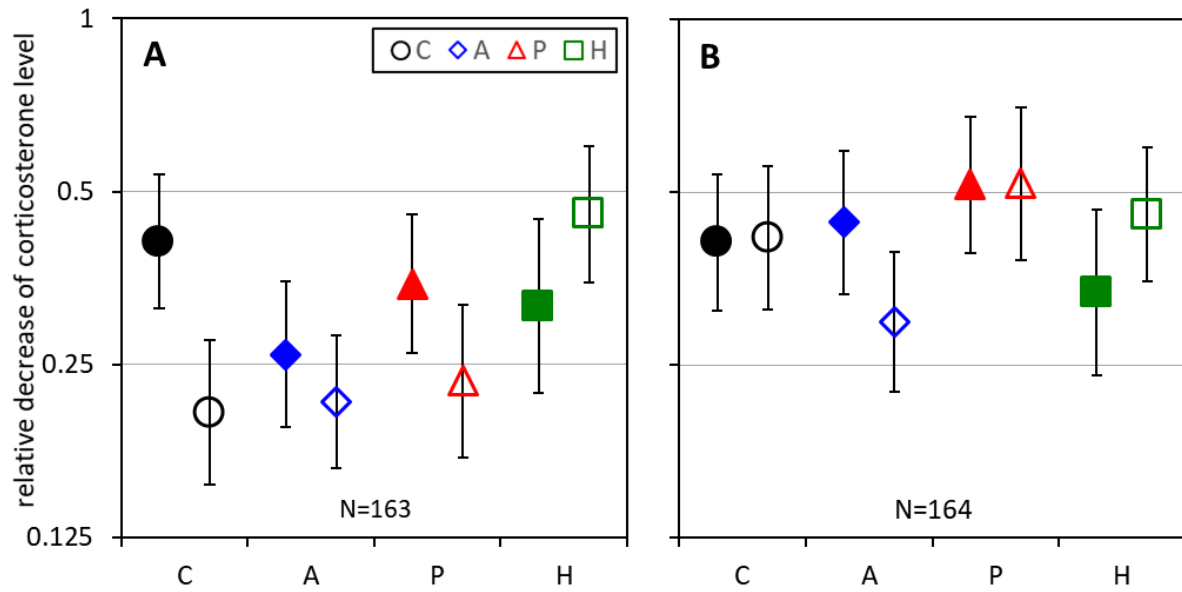 relative decrease of corticosterone level
1
0.5
0.25
0.125
A
C A P H
N=163
C A P H
B
N=164
C A P H